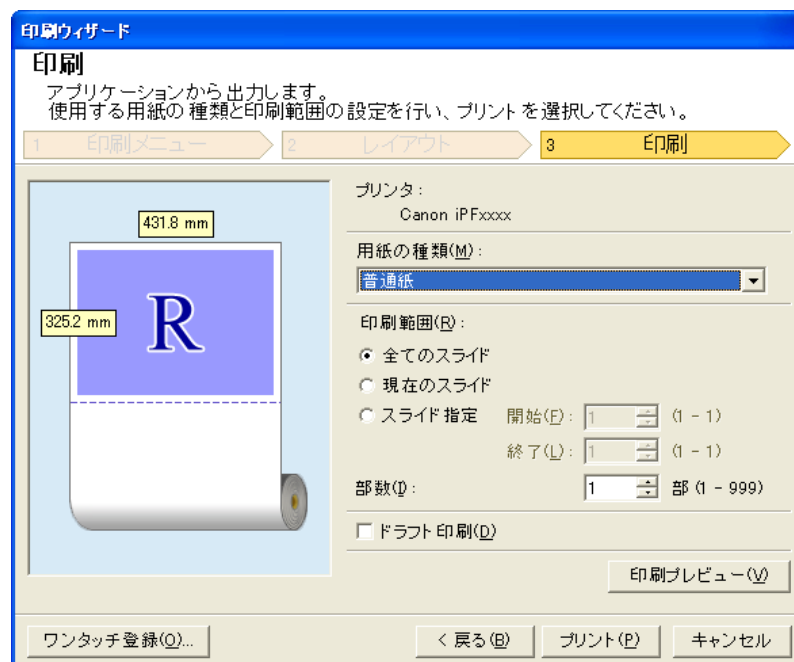 印刷ウィザード
印刷
アプリケーションから出力します。
使用する用紙の種類と印刷範囲の設定を行い、プリントを選択してください。
1 印刷メニュー 2 レイアウト 3 印刷
431.8 mm
325.2 mm
R
プリンタ :
Canon iPFxxxx
用紙の種類(M) :
普通紙
印刷範囲(R) :
全てのスライド
現在のスライド
スライド指定 開始(F) : 1 (1 - 1)
終了(L) : 1 (1 - 1)
部数(I) : 1 部 (1 - 999)
ドラフト印刷(D)
印刷プレビュー(V)
ワンタッチ登録(O)... < 戻る(B) プリント(P) キャンセル